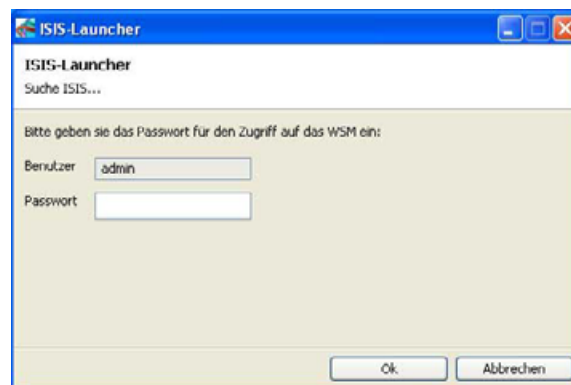 ISIS-Launcher
ISIS-Launcher
Suche ISIS...
Bitte geben sie das Passwort für den Zugriff auf das WSM ein:
Benutzer admin
Passwort
Ok Abbrechen